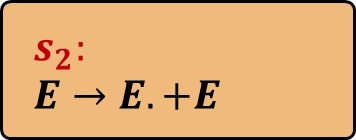 s₂:
E → E. +E